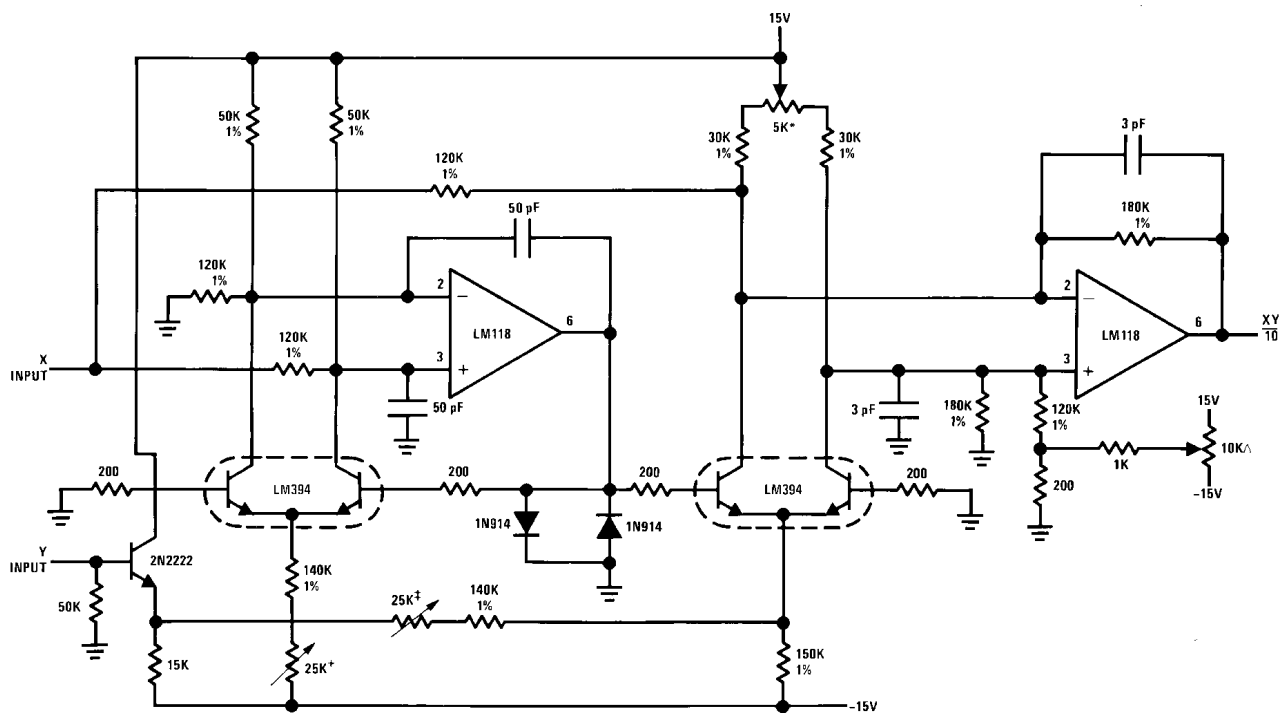 15V
50K
1%
50K
1%
5K*
30K
1%
30K
1%
3 pF
120K
1%
180K
1%
50 pF
120K
1%
2
−
LM118
6
3
+
2
−
LM118
6
3
+
XY
10
X
INPUT
120K
1%
50 pF
3 pF
180K
1%
120K
1%
15V
10KΔ
1K
−15V
200
200
LM394
200
200
LM394
200
1N914
1N914
Y
INPUT
2N2222
50K
140K
1%
25K‡
140K
1%
15K
25K+
150K
1%
−15V